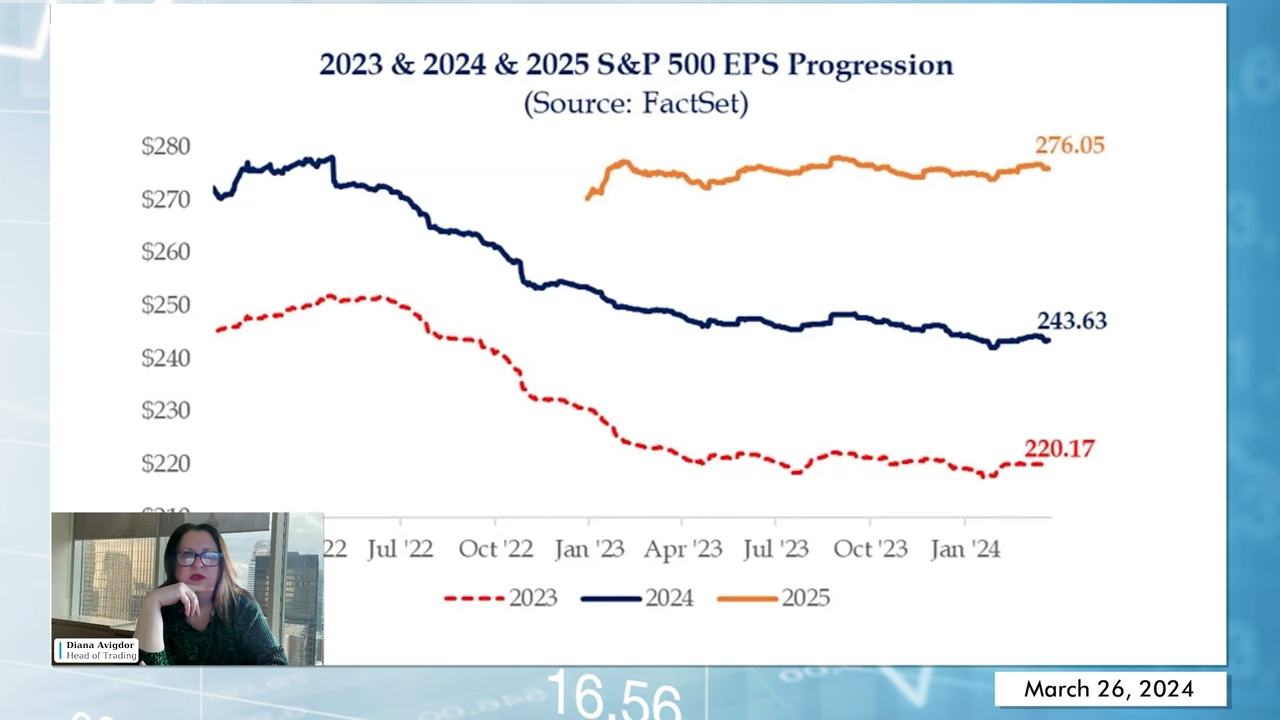 2023 & 2024 & 2025 S&P 500 EPS Progression
(Source: FactSet)
$280
$270
$260
$250
$240
$230
$220
276.05
243.63
220.17
22 Jul '22 Oct '22 Jan '23 Apr '23 Jul '23 Oct '23 Jan '24
2023 2024 2025
Diana Avigdor
Head of Trading
March 26, 2024
16.56